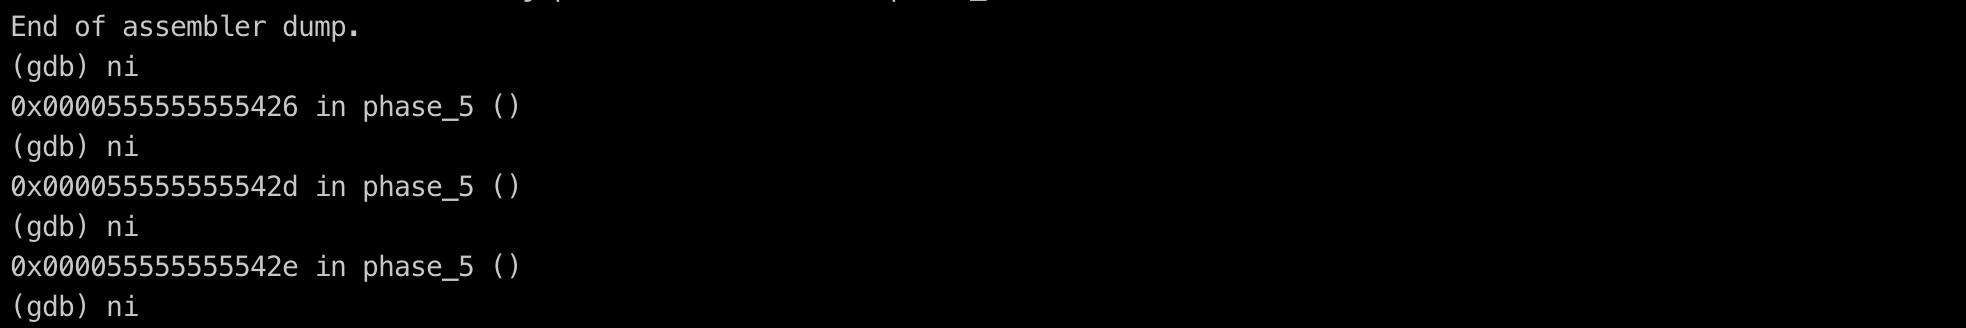 End of assembler dump.
(gdb) ni
0x0000555555555426 in phase_5 ()
(gdb) ni
0x000055555555542d in phase_5 ()
(gdb) ni
0x000055555555542e in phase_5 ()
(gdb) ni